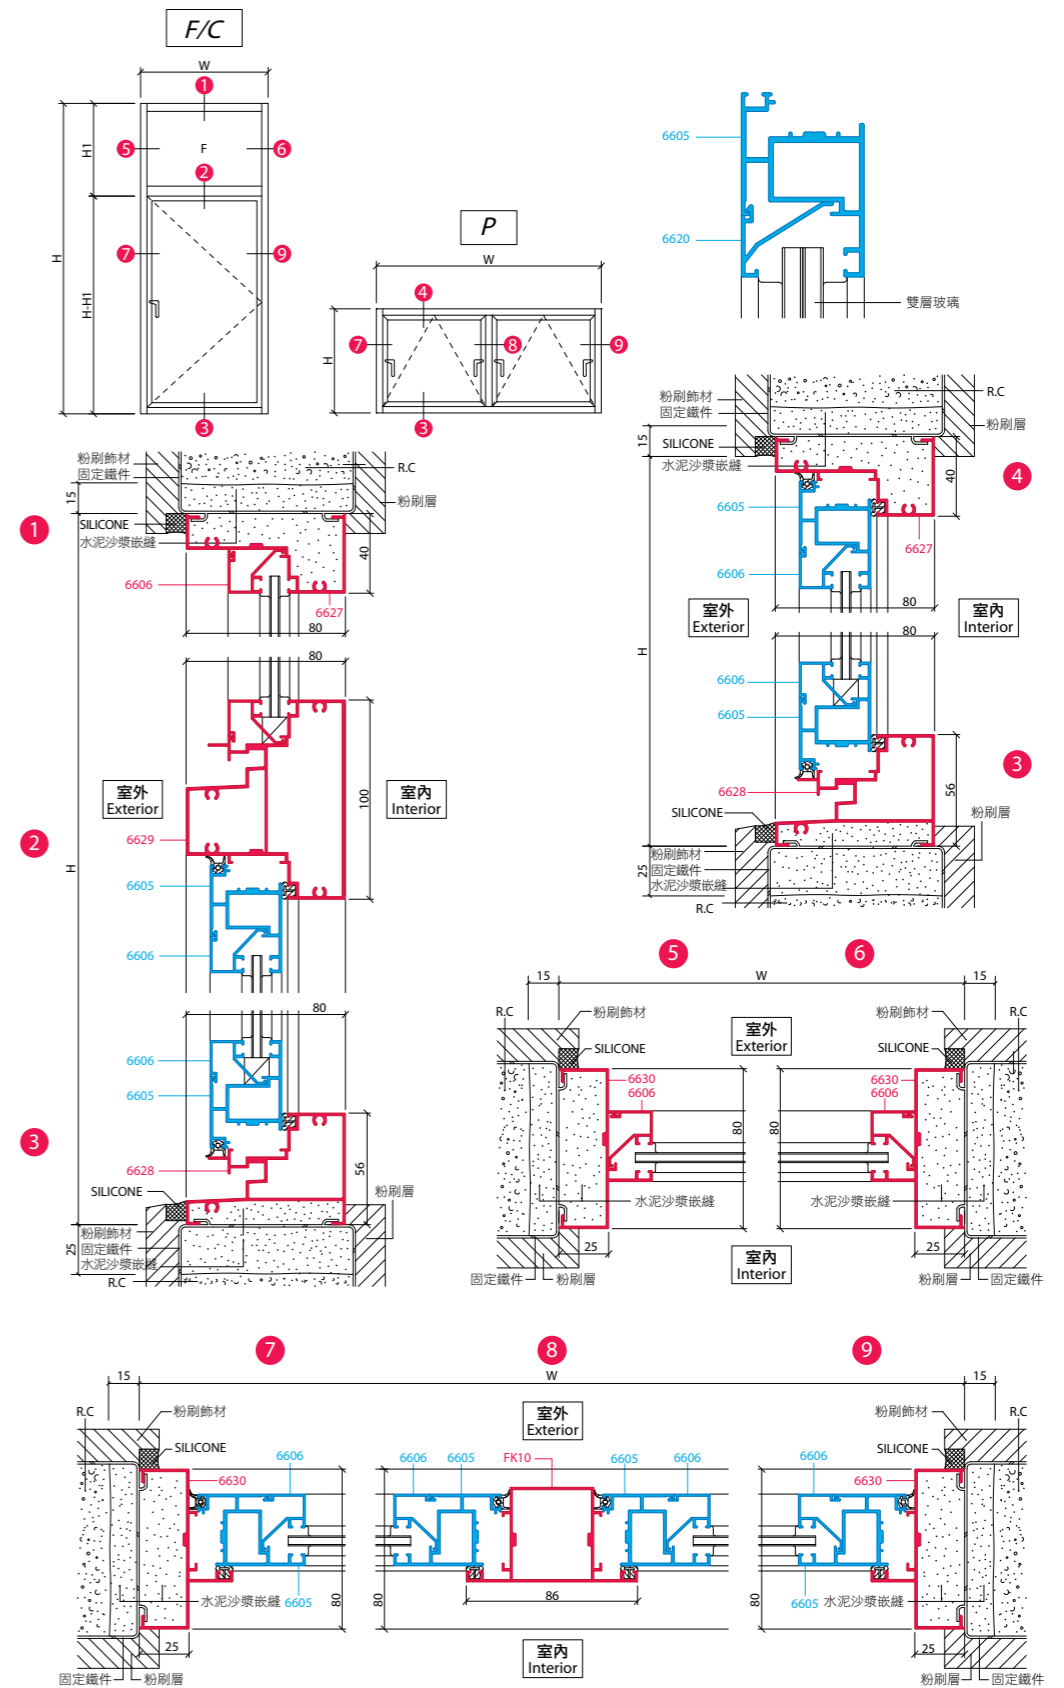 F/C
W
1
H1
5
F
6
2
H
7
9
H-H1
3
P
W
4
H
7
8
9
3
6605
6620
雙層玻璃
1
粉刷飾材
固定鐵件
R.C
15
粉刷層
SILICONE
水泥沙漿嵌縫
40
6606
6627
80
80
室外
Exterior
室內
Interior
100
2
6629
H
6605
6606
80
6606
6605
3
6628
56
SILICONE
粉刷層
粉刷飾材
固定鐵件
25
水泥沙漿嵌縫
R.C
粉刷飾材
固定鐵件
R.C
15
粉刷層
SILICONE
水泥沙漿嵌縫
40
4
6605
6627
6606
80
室外
Exterior
室內
Interior
80
H
6606
6605
3
6628
56
SILICONE
粉刷層
粉刷飾材
固定鐵件
25
水泥沙漿嵌縫
R.C
5
6
15
W
15
R.C
粉刷飾材
粉刷飾材
R.C
室外
Exterior
SILICONE
SILICONE
6630
6606
6630
6606
80
80
水泥沙漿嵌縫
水泥沙漿嵌縫
25
25
室內
Interior
固定鐵件
粉刷層
粉刷層
固定鐵件
7
8
9
15
W
15
R.C
粉刷飾材
室外
Exterior
粉刷飾材
R.C
SILICONE
SILICONE
6630
6606
6606
6605
FK10
6605
6606
6606
6630
80
80
80
水泥沙漿嵌縫
6605
86
6605
水泥沙漿嵌縫
25
25
室內
Interior
固定鐵件
粉刷層
粉刷層
固定鐵件